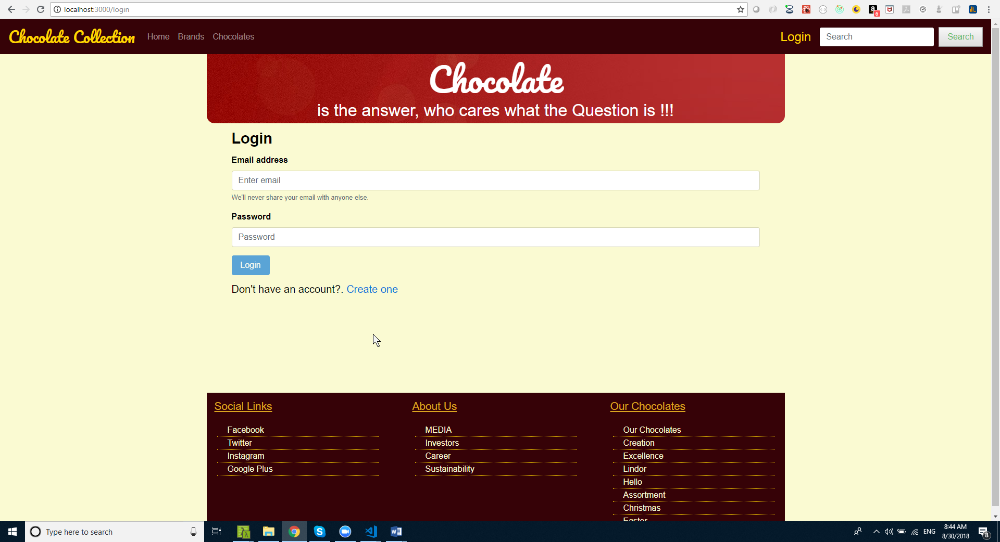 localhost:3000/login
6
Chocolate Collection Home Brands Chocolates Login Search Search
Chocolate
is the answer, who cares what the Question is !!!
Login
Email address
Enter email
We'll never share your email with anyone else.
Password
Password
Login
Don't have an account?. Create one
Social Links
Facebook
Twitter
Instagram
Google Plus
About Us
MEDIA
Investors
Career
Sustainability
Our Chocolates
Our Chocolates
Creation
Excellence
Lindor
Hello
Assortment
Christmas
Easter
Type here to search
ENG
8:44 AM
8/30/2018
8